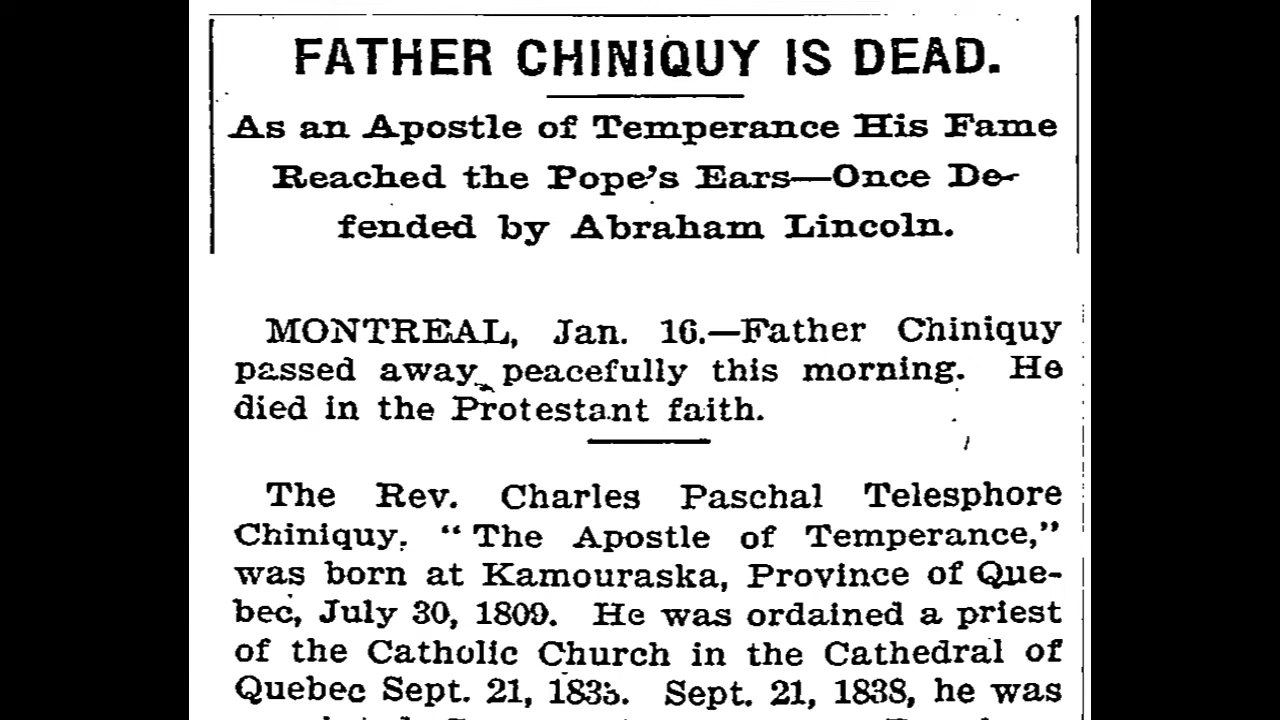 FATHER CHINIQUY IS DEAD.
As an Apostle of Temperance His Fame
Reached the Pope's Ears—Once De-
fended by Abraham Lincoln.
MONTREAL, Jan. 16.—Father Chiniquy
passed away peacefully this morning. He
died in the Protestant faith.
The Rev. Charles Paschal Telesphore
Chiniquy, "The Apostle of Temperance,"
was born at Kamouraska, Province of Que-
bec, July 30, 1809. He was ordained a priest
of the Catholic Church in the Cathedral of
Quebec Sept. 21, Sept. 21, 1838, he was